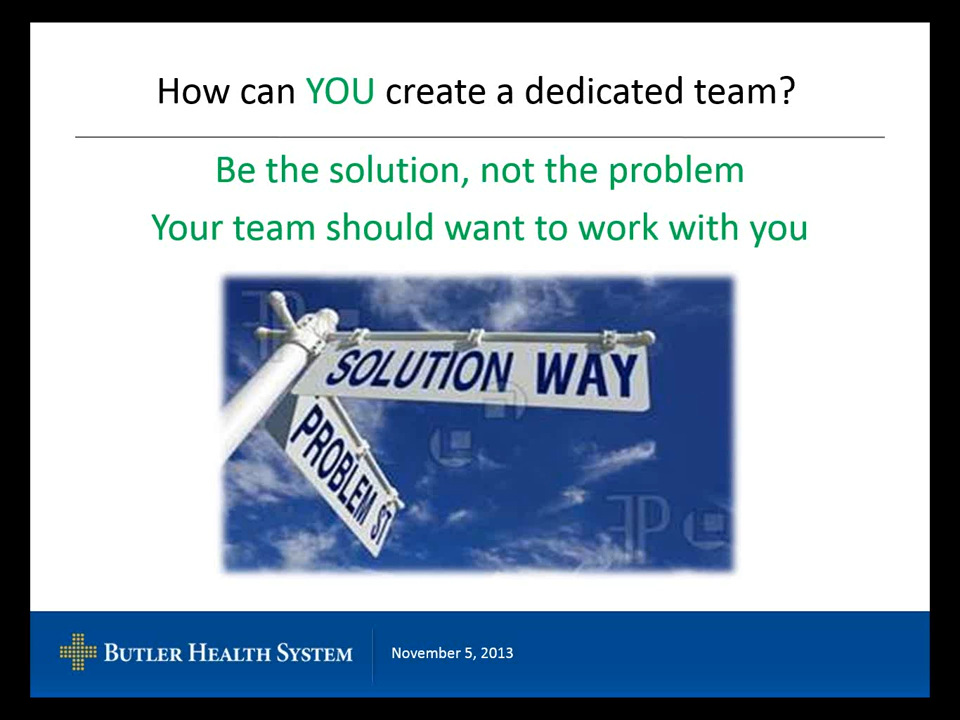 How can YOU create a dedicated team?
Be the solution, not the problem
Your team should want to work with you
SOLUTION WAY
PROBLEM ST
BUTLER HEALTH SYSTEM
November 5, 2013